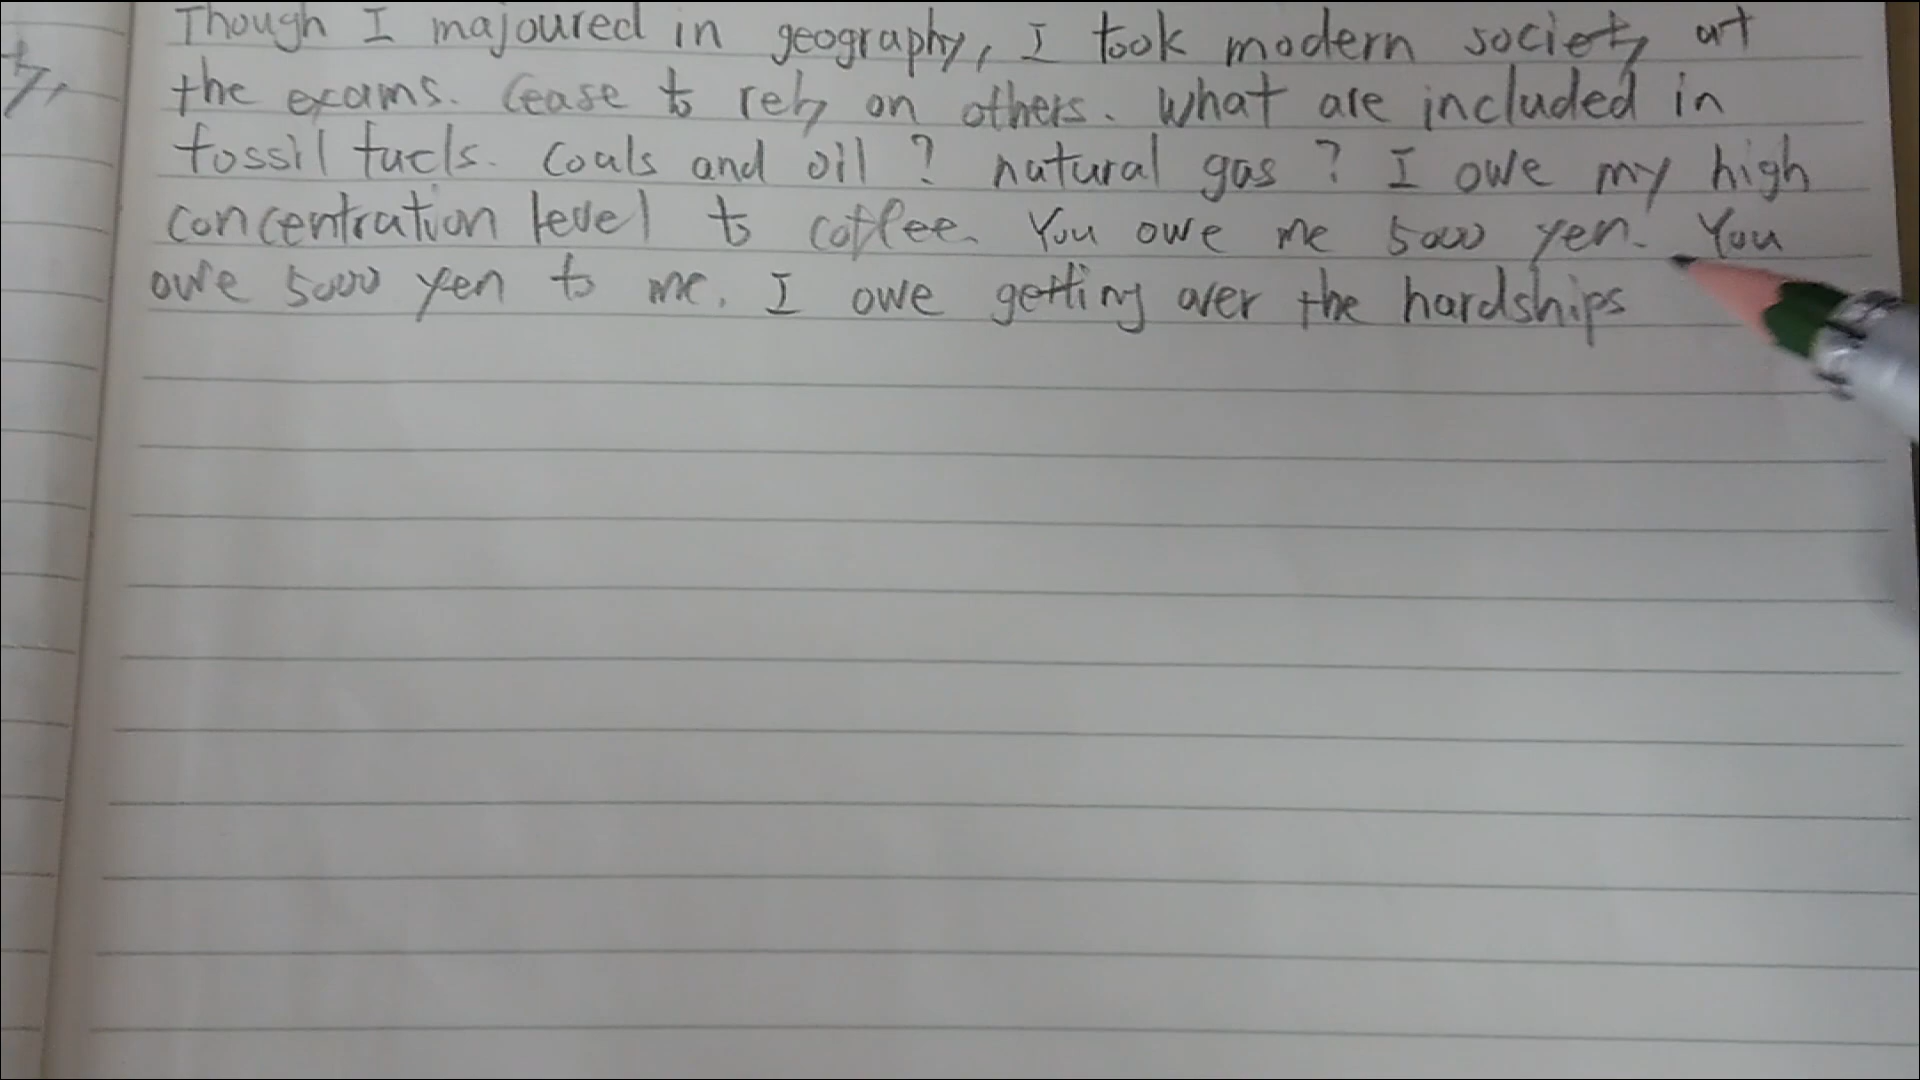 Though I majoured in geography, I took modern society at
the exams. Cease to rely on others. What are included in
fossil fuels. Coals and oil ? natural gas ? I owe my high
concentration level to coffee. You owe me 5000 yen. You
owe 5000 yen to me. I owe getting over the hardships